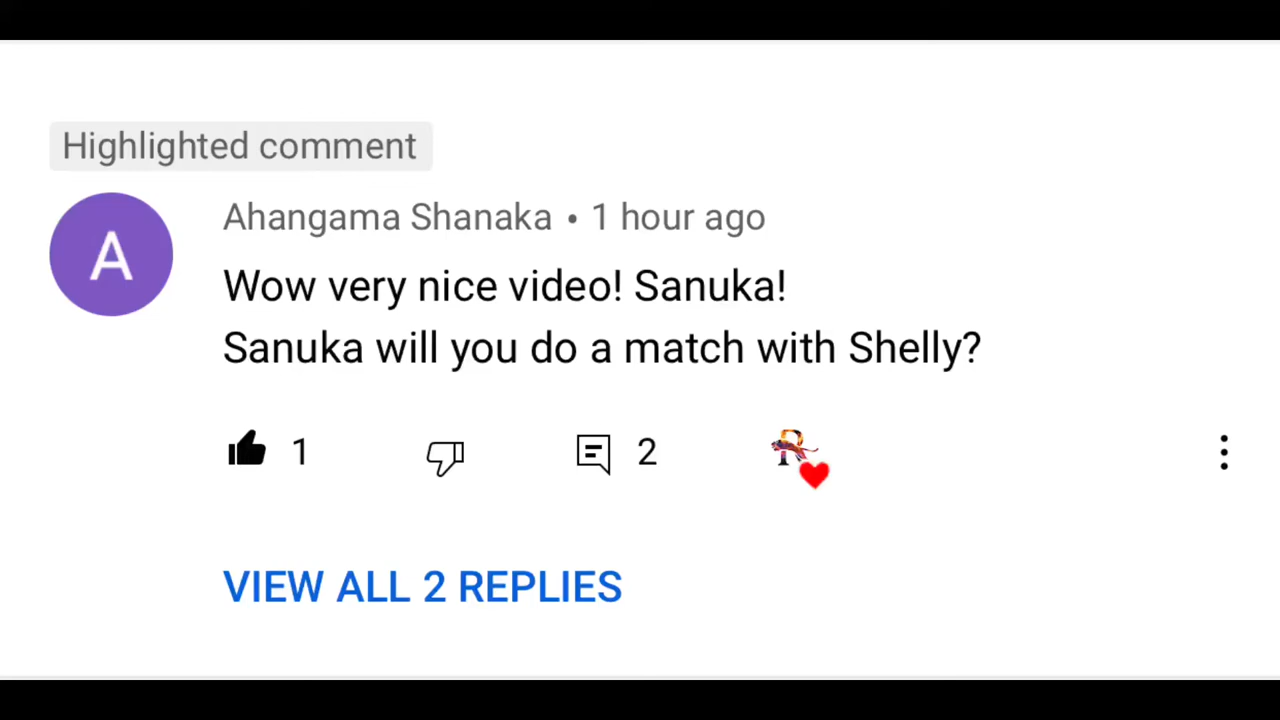 Highlighted comment
A
Ahangama Shanaka • 1 hour ago
Wow very nice video! Sanuka!
Sanuka will you do a match with Shelly?
1 2 R
VIEW ALL 2 REPLIES